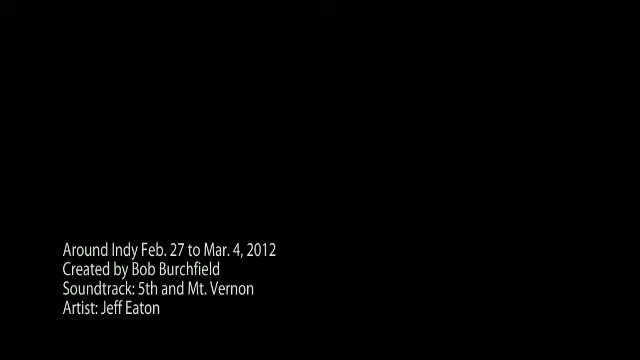 Around Indy Feb. 27 to Mar. 4, 2012
Created by Bob Burchfield
Soundtrack: 5th and Mt. Vernon
Artist: Jeff Eaton